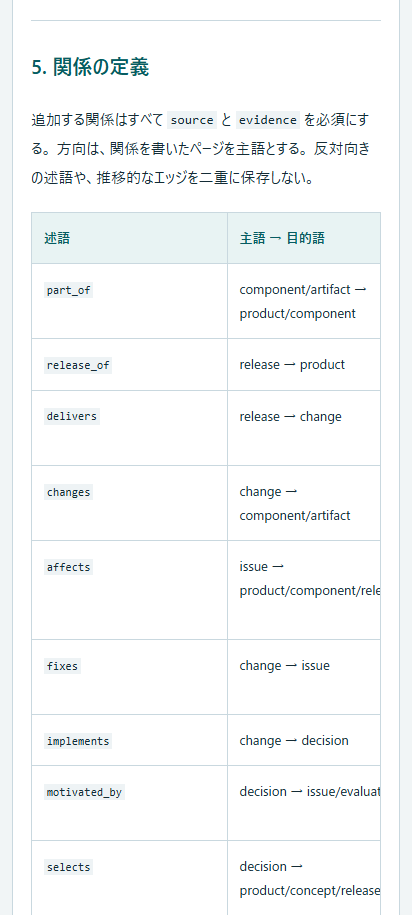 5. 関係の定義
追加する関係はすべて source と evidence を必須にす
る。方向は、関係を書いたページを主語とする。反対向き
の述語や、推移的なエッジを二重に保存しない。
述語 主語 → 目的語
part_of component/artifact →
product/component
release_of release → product
delivers release → change
changes change →
component/artifact
affects issue →
product/component/rele
fixes change → issue
implements change → decision
motivated_by decision → issue/evaluat
selects decision →
product/concept/release